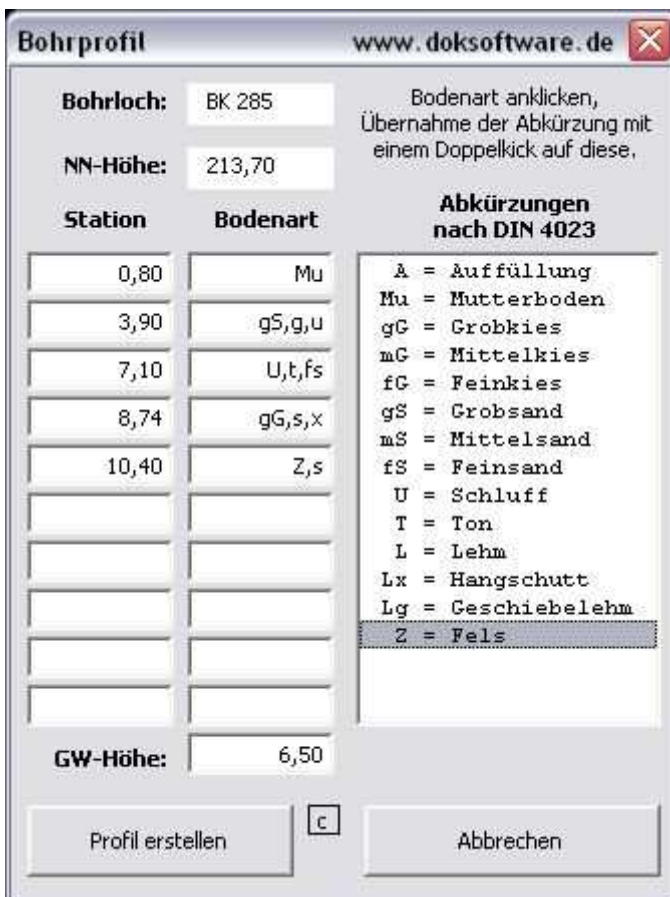 Bohrprofil www.doksoftware.de
Bohrloch: BK 285
NN-Höhe: 213,70
Bodenart anklicken,
Übernahme der Abkürzung mit
einem Doppelkick auf diese.
Station Bodenart
0,80 Mu
3,90 gS,g,u
7,10 U,t,fs
8,74 gG,s,x
10,40 Z,s
GW-Höhe: 6,50
Abkürzungen
nach DIN 4023
A = Auffüllung
Mu = Mutterboden
gG = Grobkies
mG = Mittelkies
fG = Feinkies
gS = Grobsand
mS = Mittelsand
fS = Feinsand
U = Schluff
T = Ton
L = Lehm
Lx = Hangschutt
Lg = Geschiebelehm
Z = Fels
Profil erstellen c Abbrechen